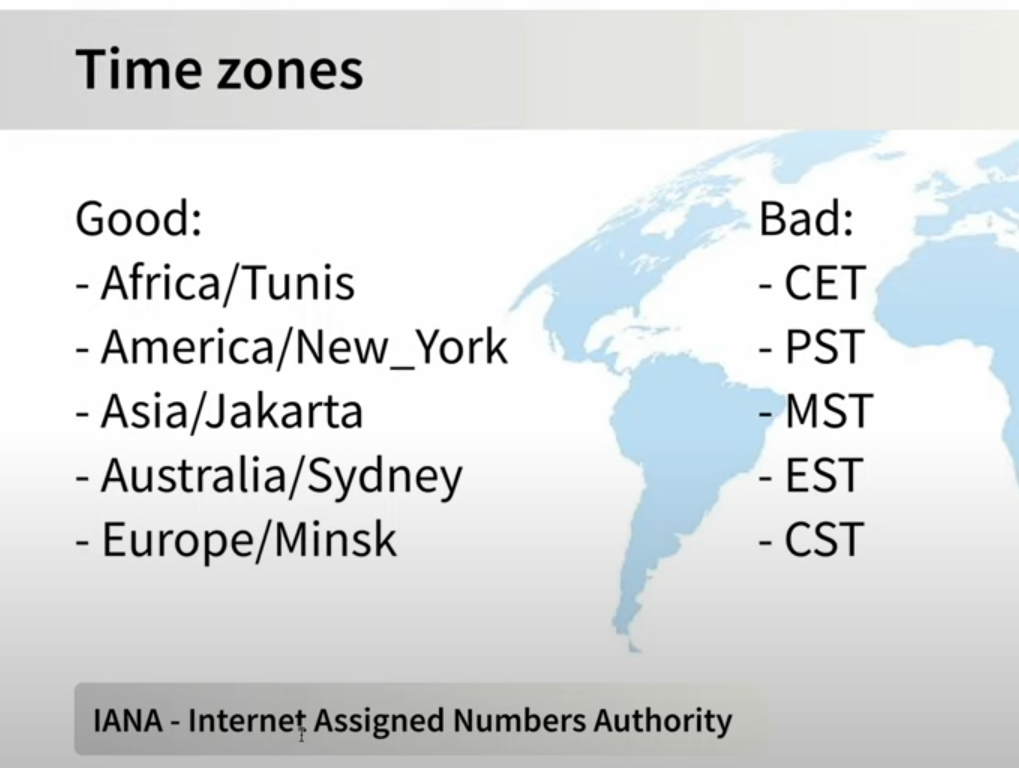 Time zones
Good:
- Africa/Tunis
- America/New_York
- Asia/Jakarta
- Australia/Sydney
- Europe/Minsk
Bad:
- CET
- PST
- MST
- EST
- CST
IANA - Internet Assigned Numbers Authority